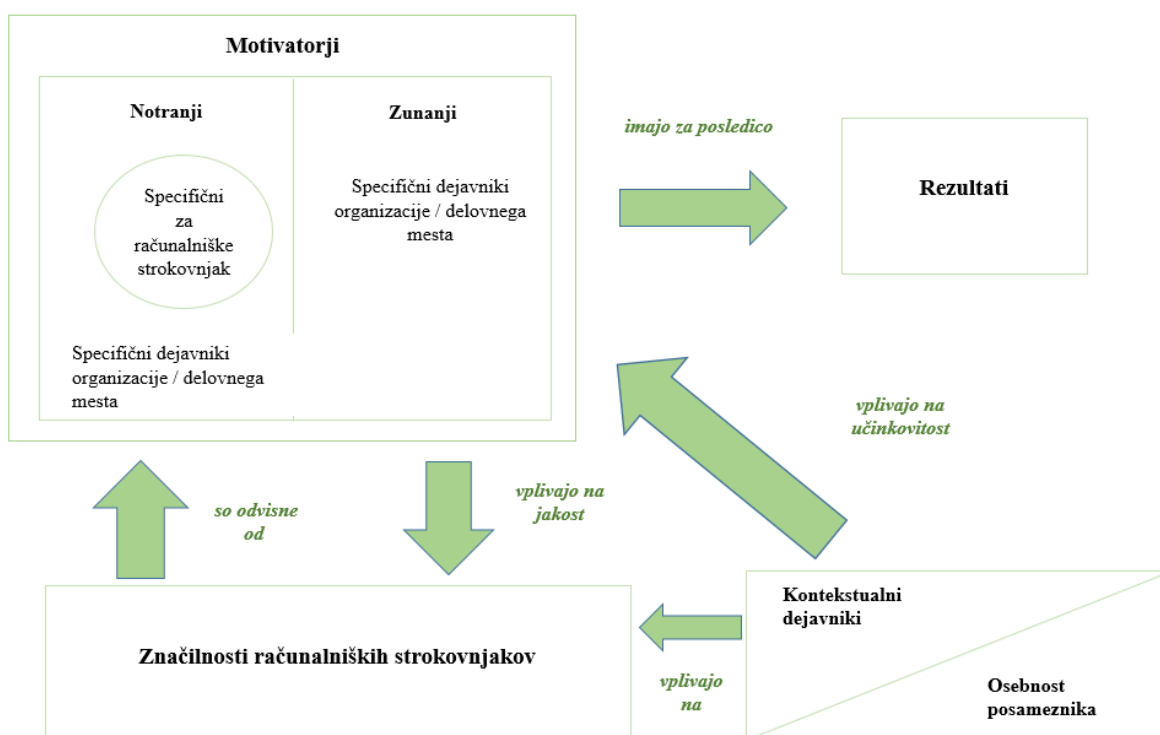 Motivatorji
Notranji
Zunanji
Specifični
za
računalniške
strokovnjak
Specifični dejavniki
organizacije / delovnega
mesta
Specifični dejavniki
organizacije / delovnega
mesta
imajo za posledico
Rezultati
vplivajo na
učinkovitost
so odvisne
od
vplivajo na
jakost
Značilnosti računalniških strokovnjakov
vplivajo
na
Kontekstualni
dejavniki
Osebnost
posameznika